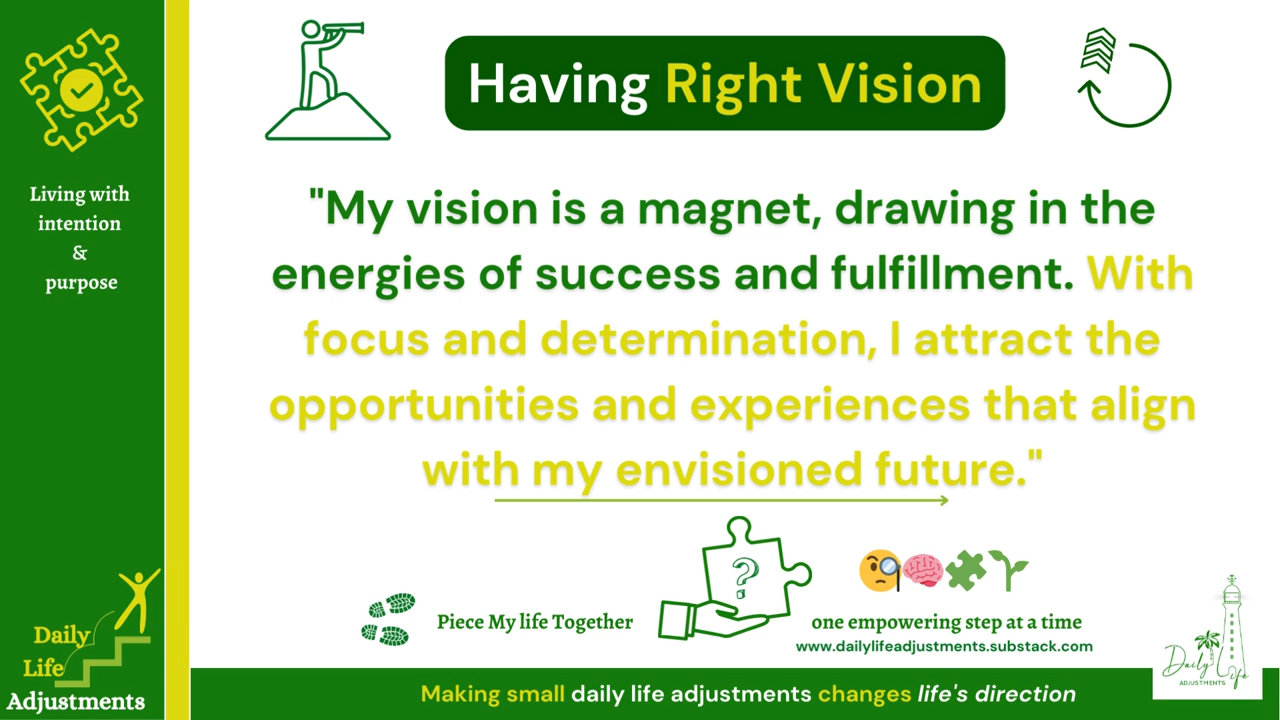 Having Right Vision
Living with
intention
&
purpose
"My vision is a magnet, drawing in the
energies of success and fulfillment. With
focus and determination, I attract the
opportunities and experiences that align
with my envisioned future."
?
Piece My life Together
one empowering step at a time
www.dailylifeadjustments.substack.com
Daily
Life
Adjustments
Making small daily life adjustments changes life's direction
Daily Life
ADJUSTMENTS